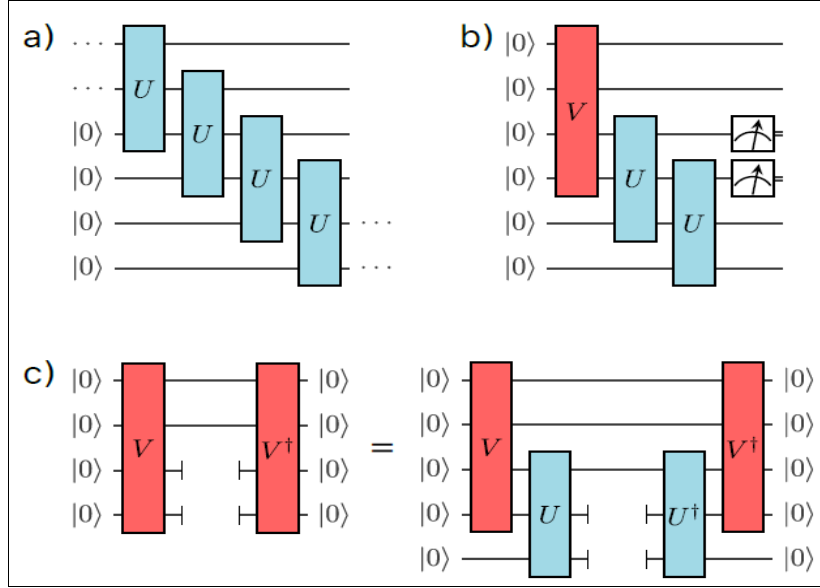 a)
··· U
··· U
|0⟩ U
|0⟩ U
|0⟩ ···
|0⟩ ···
b)
|0⟩
|0⟩ V
|0⟩ U
|0⟩ U
|0⟩
|0⟩
c)
|0⟩ |0⟩ |0⟩ |0⟩
|0⟩ V V† |0⟩ = |0⟩ V V† |0⟩
|0⟩ |0⟩ |0⟩ |0⟩
|0⟩ |0⟩ |0⟩ U U† |0⟩
|0⟩ |0⟩